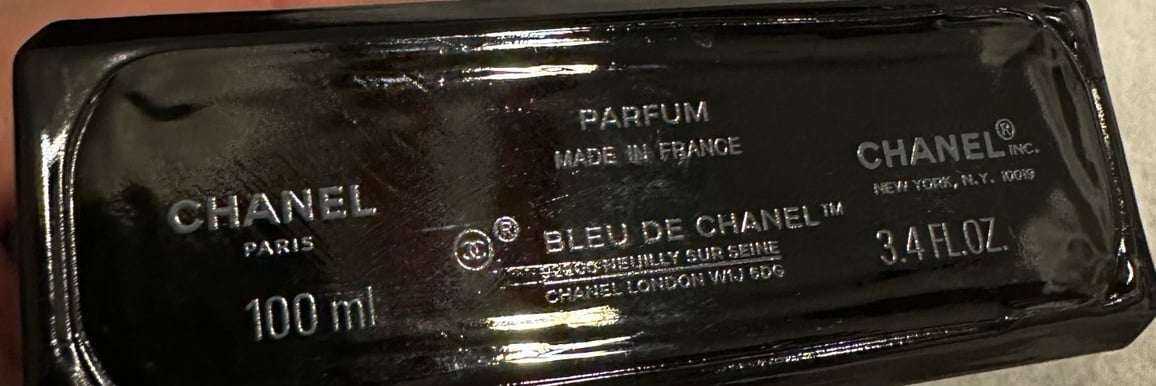 PARFUM
MADE IN FRANCE
CHANEL® INC.
NEW YORK, N.Y. 10019
CHANEL
PARIS
® BLEU DE CHANEL™
92200 NEUILLY SUR SEINE
CHANEL LONDON W1J 6DG
3.4 FL.OZ.
100 ml